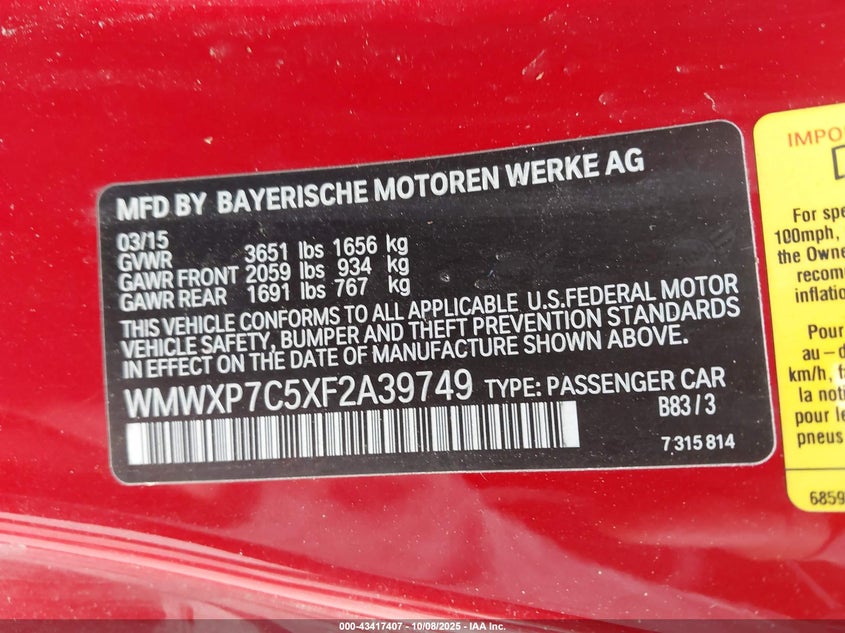 MFD BY BAYERISCHE MOTOREN WERKE AG
03/15
GVWR 3651 lbs 1656 kg
GAWR FRONT 2059 lbs 934 kg
GAWR REAR 1691 lbs 767 kg
THIS VEHICLE CONFORMS TO ALL APPLICABLE U.S.FEDERAL MOTOR
VEHICLE SAFETY, BUMPER AND THEFT PREVENTION STANDARDS
IN EFFECT ON THE DATE OF MANUFACTURE SHOWN ABOVE.
WMWXP7C5XF2A39749 TYPE: PASSENGER CAR
B83/3
7315814
For spe
100mph,
the Owne
recom
inflatio
Pour
au-d
km/h, fa
la noti
pour le
pneus
6859
000-43417407 - 10/08/2025 - IAA Inc.